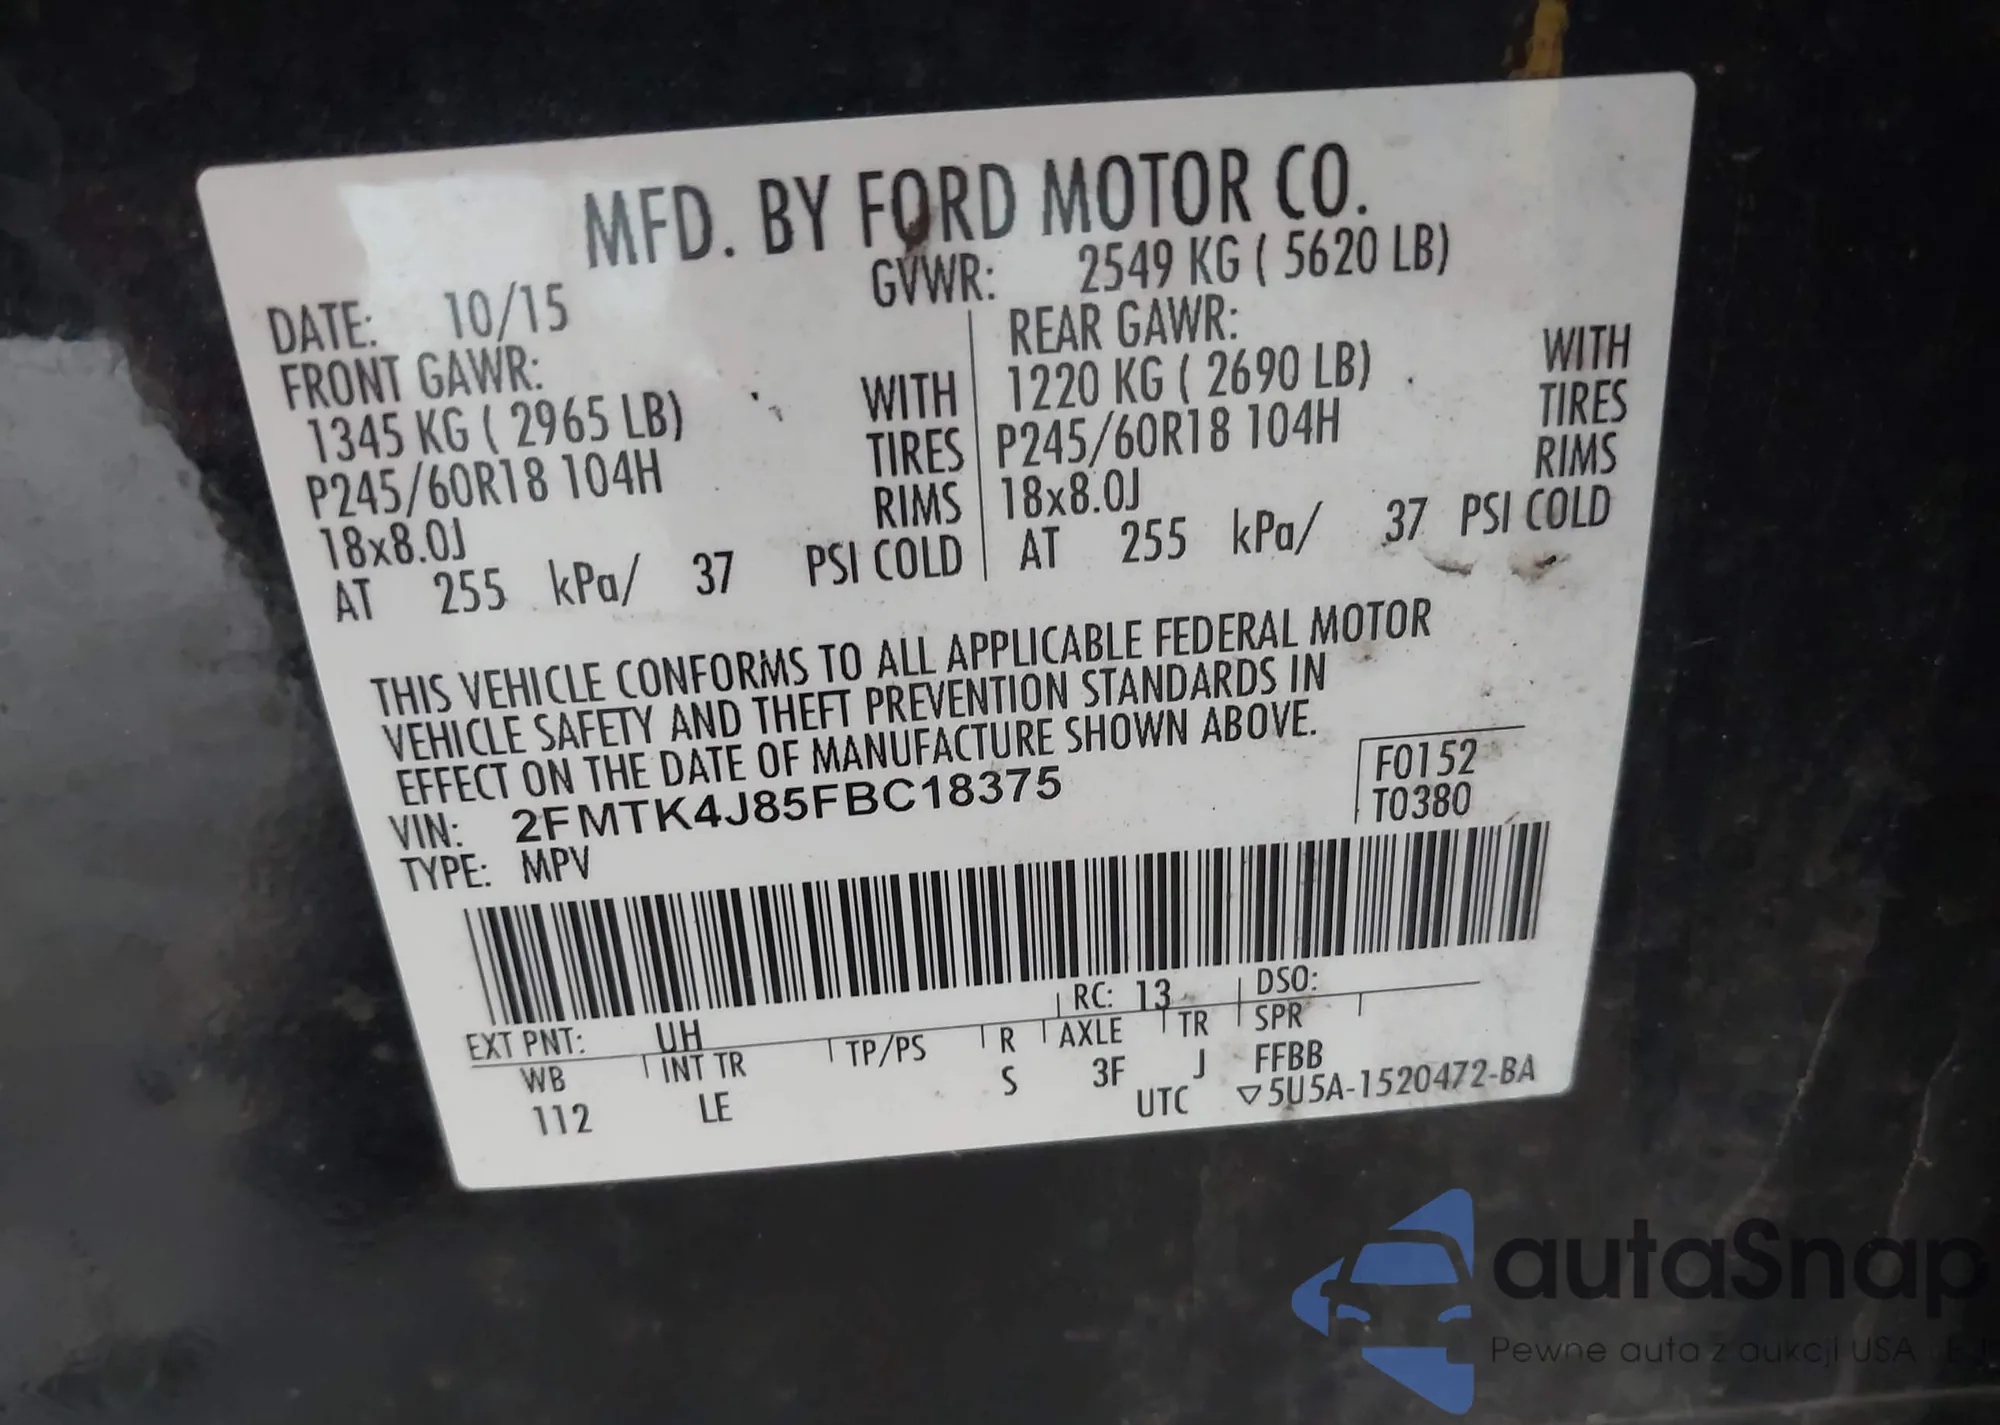 MFD. BY FORD MOTOR CO.
DATE: 10/15 GVWR: 2549 KG ( 5620 LB)
FRONT GAWR: REAR GAWR:
1345 KG ( 2965 LB) WITH 1220 KG ( 2690 LB) WITH
P245/60R18 104H TIRES P245/60R18 104H TIRES
18x8.0J RIMS 18x8.0J RIMS
AT 255 kPa/ 37 PSI COLD AT 255 kPa/ 37 PSI COLD
THIS VEHICLE CONFORMS TO ALL APPLICABLE FEDERAL MOTOR
VEHICLE SAFETY AND THEFT PREVENTION STANDARDS IN
EFFECT ON THE DATE OF MANUFACTURE SHOWN ABOVE.
VIN: 2FMTK4J85FBC18375 F0152
TYPE: MPV T0380
EXT PNT: UH RC: 13 DSO:
WB INT TR TP/PS R AXLE TR SPR
112 LE S 3F J FFBB
UTC ▽5U5A-1520472-BA
autaSnap
Pewne auta z aukcji USA